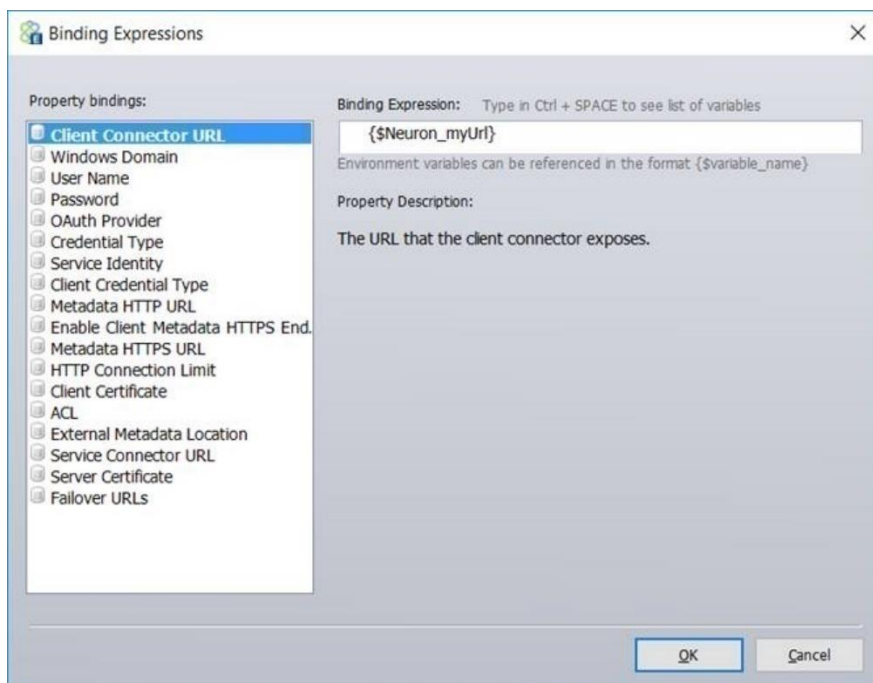 Binding Expressions
Property bindings:
Client Connector URL
Windows Domain
User Name
Password
OAuth Provider
Credential Type
Service Identity
Client Credential Type
Metadata HTTP URL
Enable Client Metadata HTTPS End.
Metadata HTTPS URL
HTTP Connection Limit
Client Certificate
ACL
External Metadata Location
Service Connector URL
Server Certificate
Failover URLs
Binding Expression: Type in Ctrl + SPACE to see list of variables
{$Neuron_myUrl}
Environment variables can be referenced in the format {$variable_name}
Property Description:
The URL that the client connector exposes.
OK Cancel